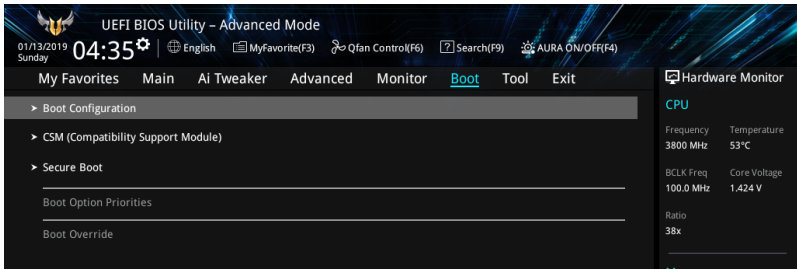 UEFI BIOS Utility – Advanced Mode
01/13/2019
Sunday
04:35
English
MyFavorite(F3)
Qfan Control(F6)
? Search(F9)
AURA ON/OFF(F4)
My Favorites Main Ai Tweaker Advanced Monitor Boot Tool Exit
Hardware Monitor
> Boot Configuration
> CSM (Compatibility Support Module)
> Secure Boot
Boot Option Priorities
Boot Override
CPU
Frequency Temperature
3800 MHz 53°C
BCLK Freq Core Voltage
100.0 MHz 1.424 V
Ratio
38x